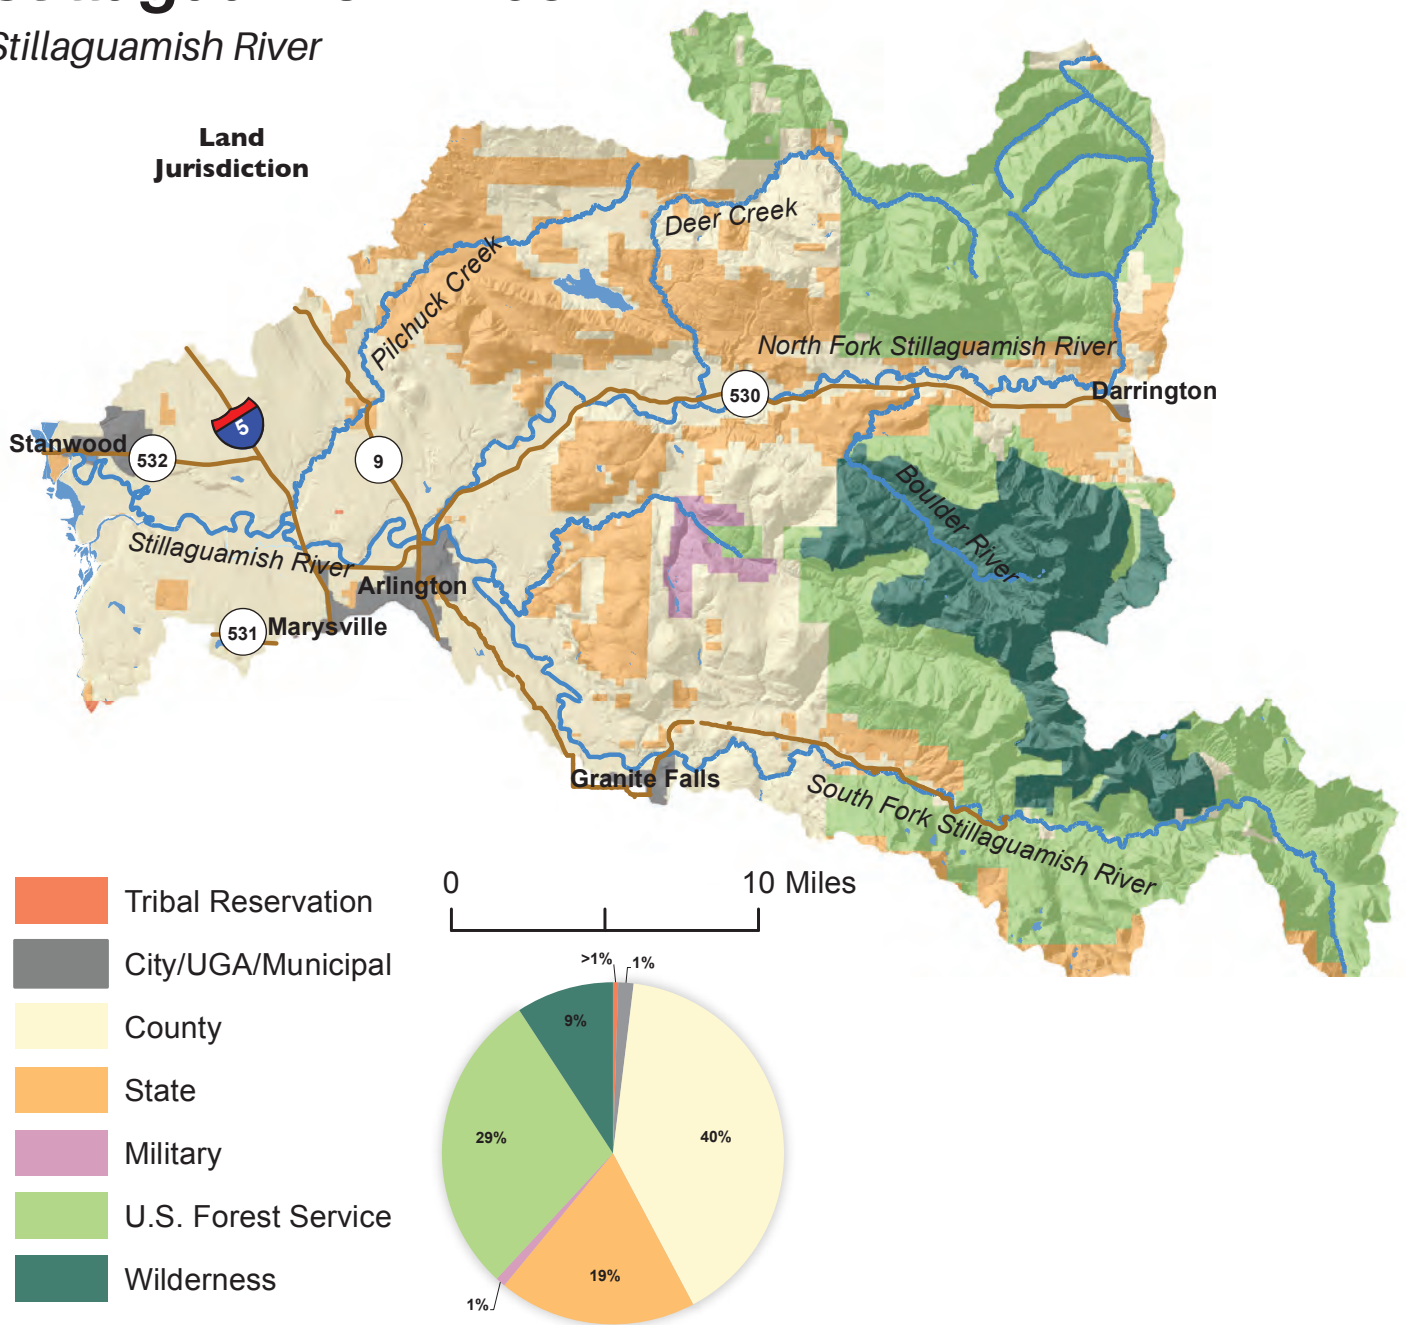 Stillaguamish River
Land
Jurisdiction
Deer Creek
Pilchuck Creek
North Fork Stillaguamish River
530
Darrington
5
Stanwood
532
9
Boulder River
Stillaguamish River
Arlington
531
Marysville
Granite Falls
South Fork Stillaguamish River
0
10 Miles
Tribal Reservation
City/UGA/Municipal
County
State
Military
U.S. Forest Service
Wilderness
>1%
1%
9%
40%
29%
19%
1%